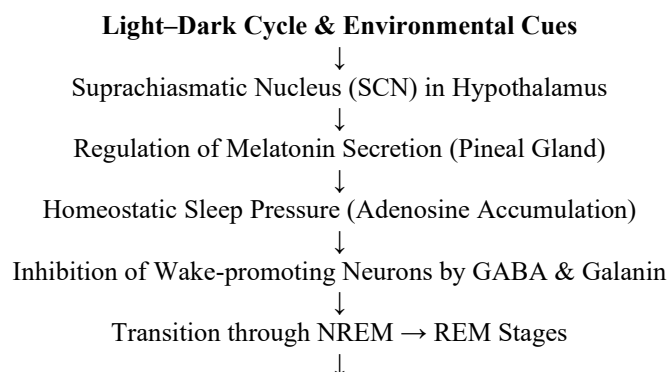 Light–Dark Cycle & Environmental Cues
↓
Suprachiasmatic Nucleus (SCN) in Hypothalamus
↓
Regulation of Melatonin Secretion (Pineal Gland)
↓
Homeostatic Sleep Pressure (Adenosine Accumulation)
↓
Inhibition of Wake-promoting Neurons by GABA & Galanin
↓
Transition through NREM → REM Stages
↓